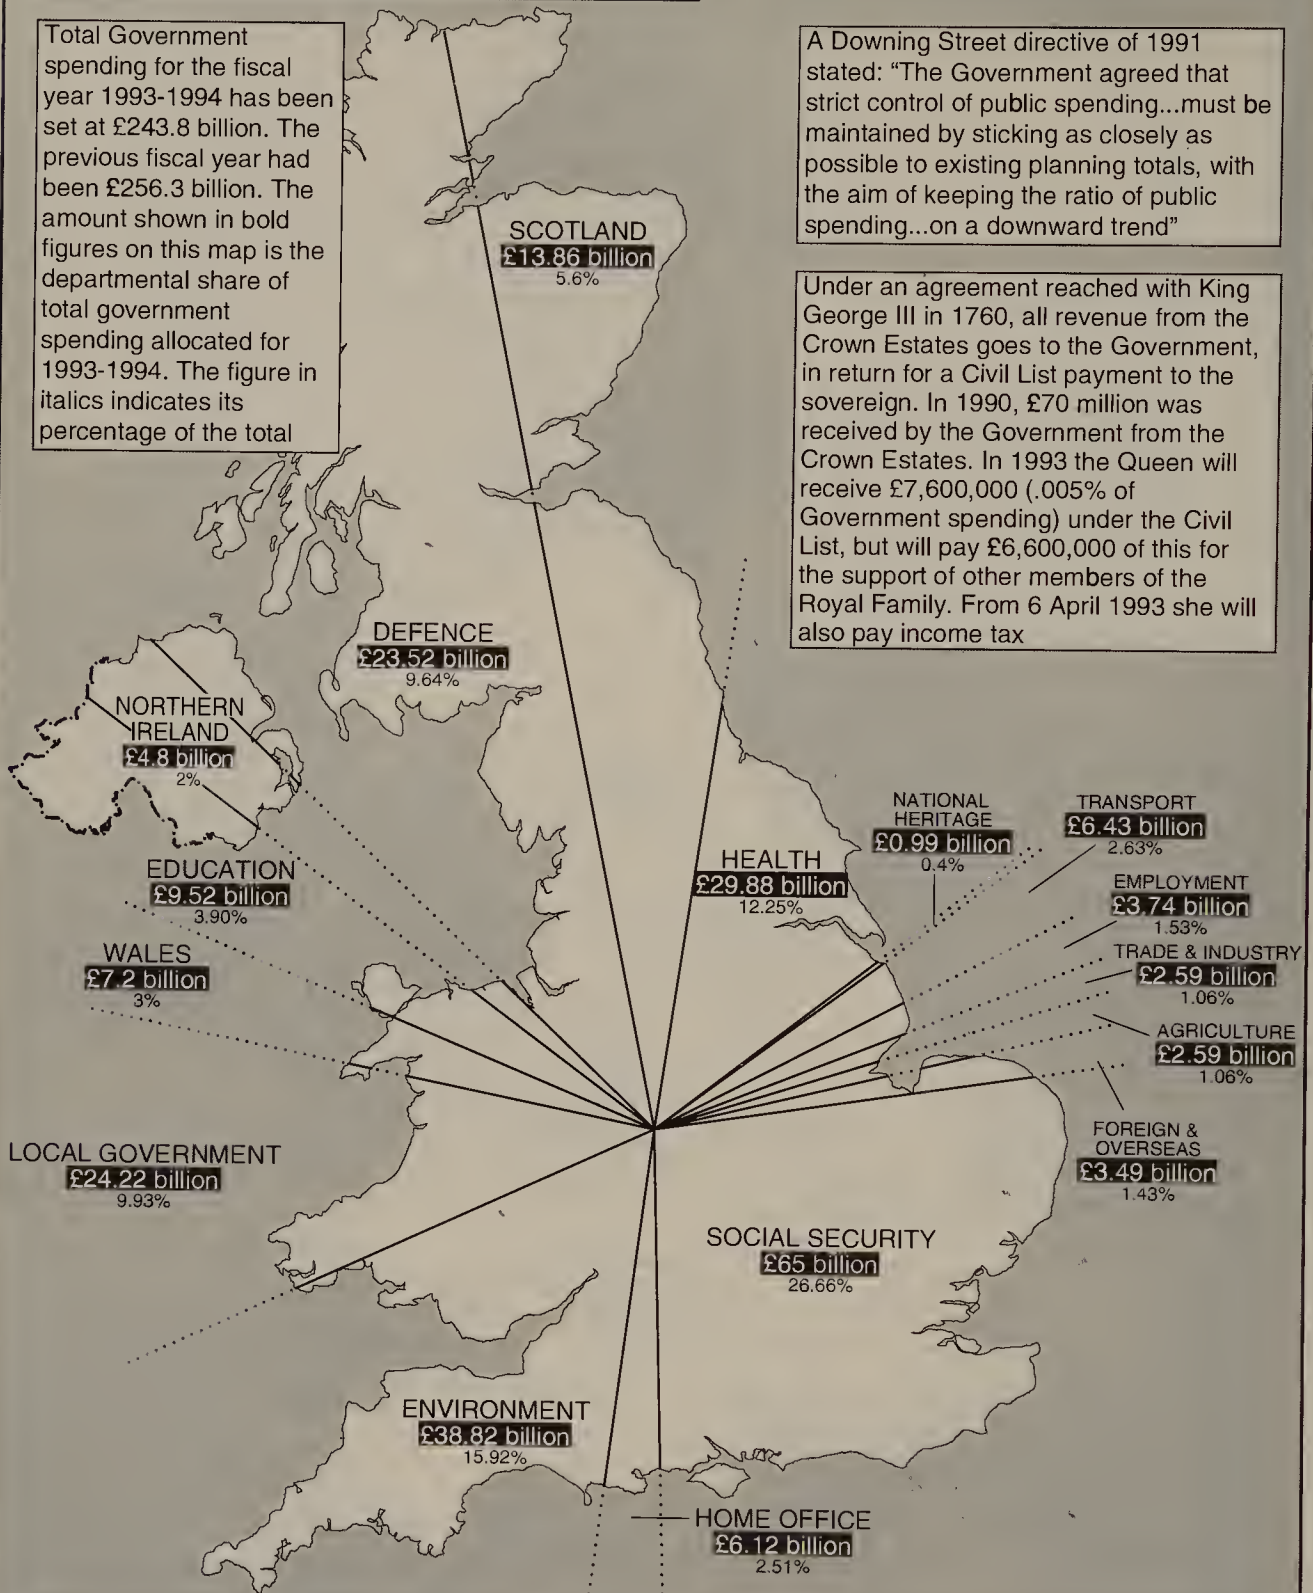 Total Government
spending for the fiscal
year 1993-1994 has been
set at £243.8 billion. The
previous fiscal year had
been £256.3 billion. The
amount shown in bold
figures on this map is the
departmental share of
total government
spending allocated for
1993-1994. The figure in
italics indicates its
percentage of the total
A Downing Street directive of 1991
stated: “The Government agreed that
strict control of public spending...must be
maintained by sticking as closely as
possible to existing planning totals, with
the aim of keeping the ratio of public
spending...on a downward trend”
Under an agreement reached with King
George III in 1760, all revenue from the
Crown Estates goes to the Government,
in return for a Civil List payment to the
sovereign. In 1990, £70 million was
received by the Government from the
Crown Estates. In 1993 the Queen will
receive £7,600,000 (.005% of
Government spending) under the Civil
List, but will pay £6,600,000 of this for
the support of other members of the
Royal Family. From 6 April 1993 she will
also pay income tax
SCOTLAND
£13.86 billion
5.6%
DEFENCE
£23.52 billion
9.64%
NORTHERN
IRELAND
£4.8 billion
2%
EDUCATION
£9.52 billion
3.90%
WALES
£7.2 billion
3%
HEALTH
£29.88 billion
12.25%
NATIONAL
HERITAGE
£0.99 billion
0.4%
TRANSPORT
£6.43 billion
2.63%
EMPLOYMENT
£3.74 billion
1.53%
TRADE & INDUSTRY
£2.59 billion
1.06%
AGRICULTURE
£2.59 billion
1.06%
FOREIGN &
OVERSEAS
£3.49 billion
1.43%
LOCAL GOVERNMENT
£24.22 billion
9.93%
SOCIAL SECURITY
£65 billion
26.66%
ENVIRONMENT
£38.82 billion
15.92%
HOME OFFICE
£6.12 billion
2.51%